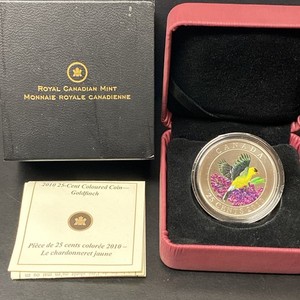 ROYAL CANADIAN MINT
MONNAIE ROYALE CANADIENNE
2010 25-Cent Coloured Coin —
Goldfinch
Pièce de 25 cents colorée 2010 –
Le chardonneret jaune
CANADA